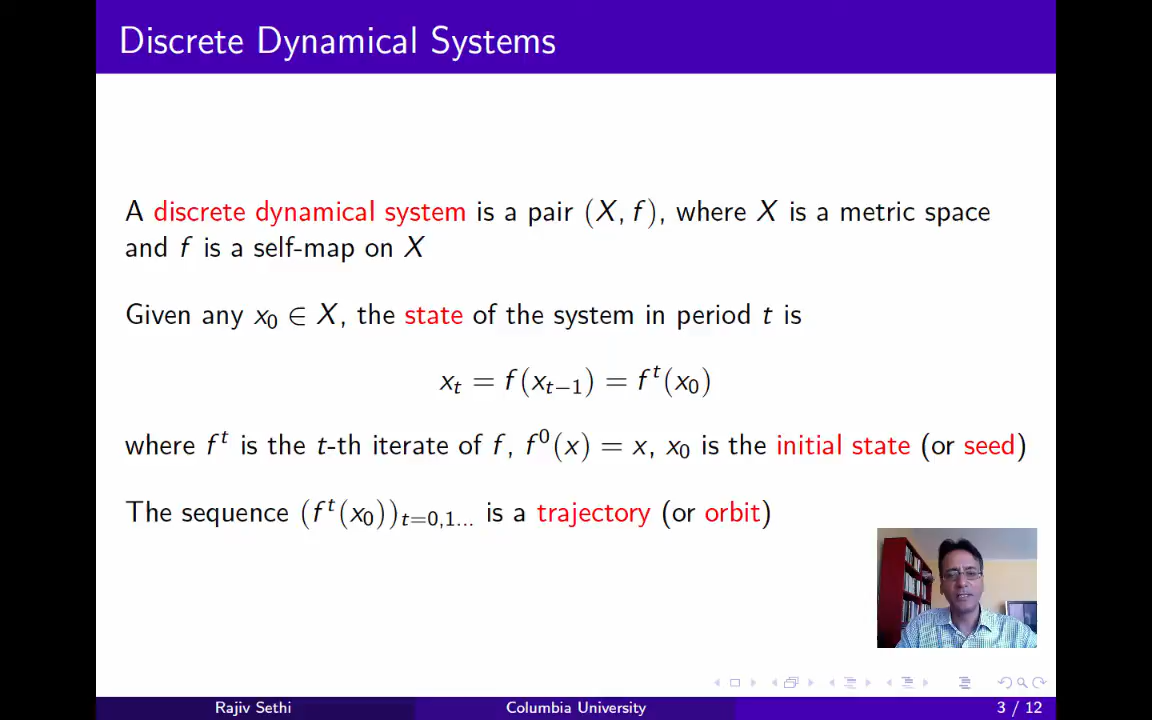 Discrete Dynamical Systems
A discrete dynamical system is a pair (X, f), where X is a metric space
and f is a self-map on X
Given any x₀ ∈ X, the state of the system in period t is
xₜ = f(xₜ₋₁) = fᵗ(x₀)
where fᵗ is the t-th iterate of f, f⁰(x) = x, x₀ is the initial state (or seed)
The sequence (fᵗ(x₀))ₜ₌₀,₁... is a trajectory (or orbit)
Rajiv Sethi
Columbia University
3 / 12